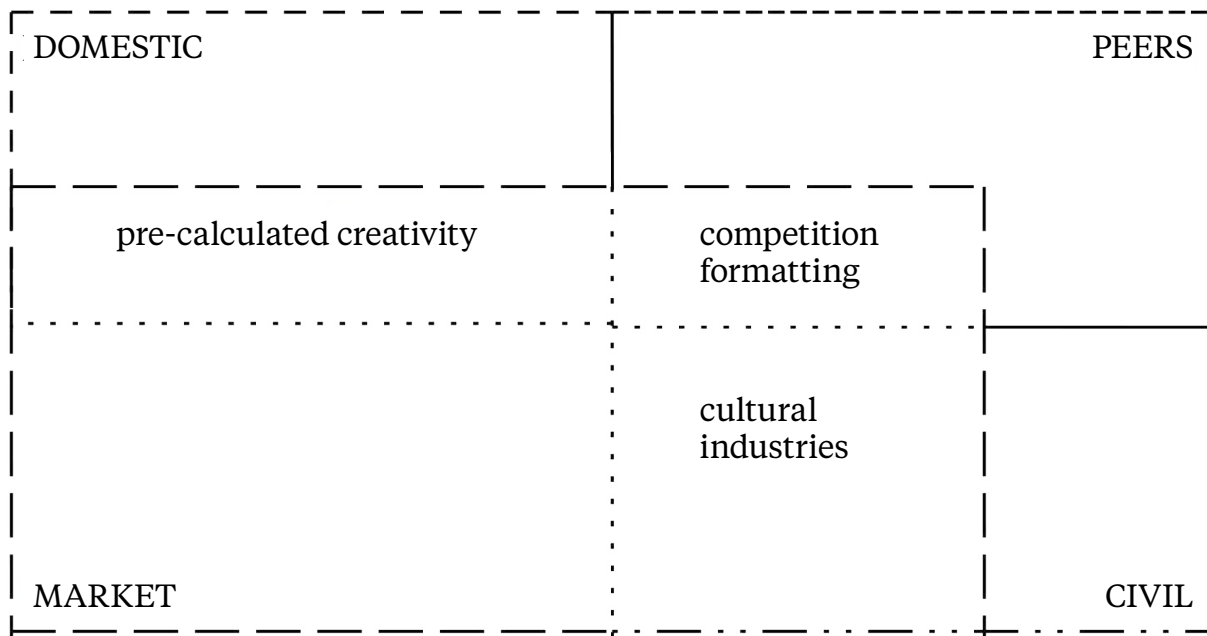 DOMESTIC
PEERS
pre-calculated creativity
competition
formatting
cultural
industries
MARKET
CIVIL